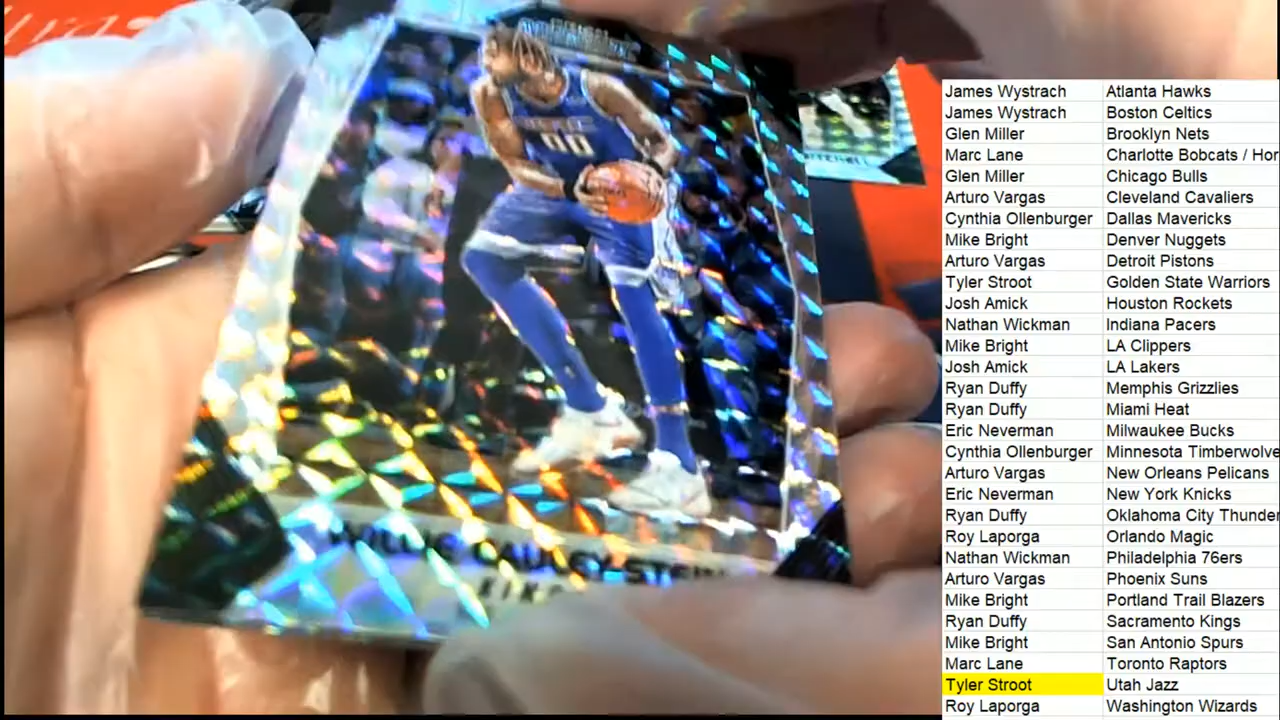 00
WILLIE CAULEY-STEIN
James Wystrach Atlanta Hawks
James Wystrach Boston Celtics
Glen Miller Brooklyn Nets
Marc Lane Charlotte Bobcats / Hor
Glen Miller Chicago Bulls
Arturo Vargas Cleveland Cavaliers
Cynthia Ollenburger Dallas Mavericks
Mike Bright Denver Nuggets
Arturo Vargas Detroit Pistons
Tyler Stroot Golden State Warriors
Josh Amick Houston Rockets
Nathan Wickman Indiana Pacers
Mike Bright LA Clippers
Josh Amick LA Lakers
Ryan Duffy Memphis Grizzlies
Ryan Duffy Miami Heat
Eric Neverman Milwaukee Bucks
Cynthia Ollenburger Minnesota Timberwolve
Arturo Vargas New Orleans Pelicans
Eric Neverman New York Knicks
Ryan Duffy Oklahoma City Thunder
Roy Laporga Orlando Magic
Nathan Wickman Philadelphia 76ers
Arturo Vargas Phoenix Suns
Mike Bright Portland Trail Blazers
Ryan Duffy Sacramento Kings
Mike Bright San Antonio Spurs
Marc Lane Toronto Raptors
Tyler Stroot Utah Jazz
Roy Laporga Washington Wizards